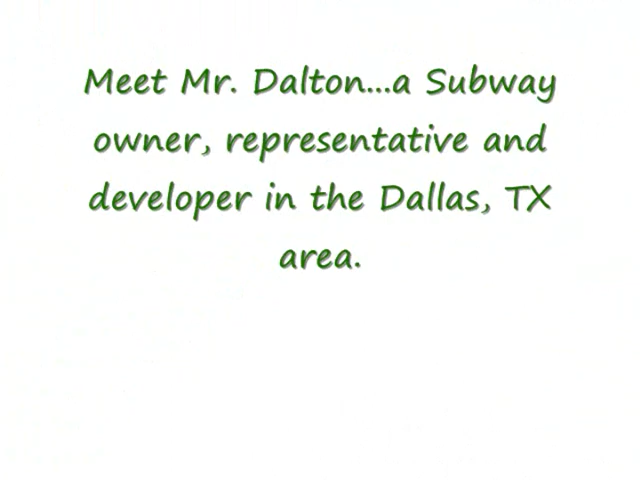 Meet Mr. Dalton...a Subway
owner, representative and
developer in the Dallas, TX
area.